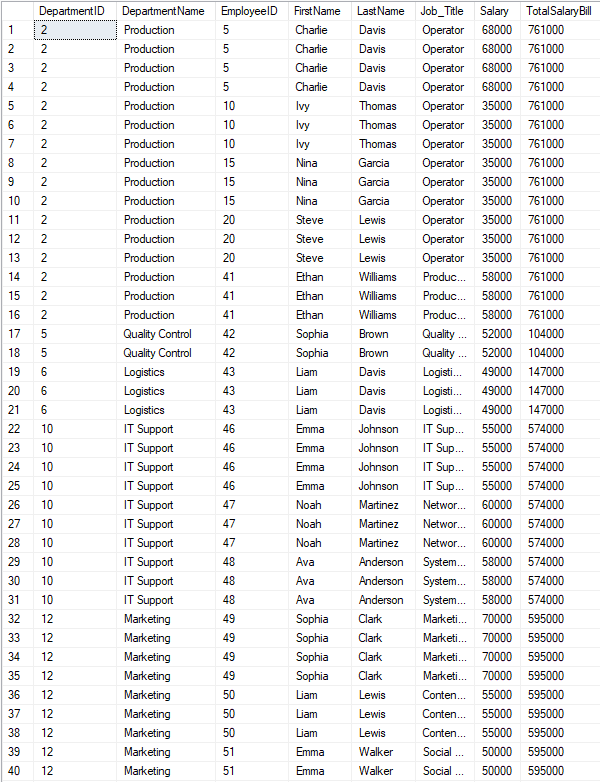 DepartmentID DepartmentName EmployeeID FirstName LastName Job_Title Salary TotalSalaryBill
1 2 Production 5 Charlie Davis Operator 68000 761000
2 2 Production 5 Charlie Davis Operator 68000 761000
3 2 Production 5 Charlie Davis Operator 68000 761000
4 2 Production 5 Charlie Davis Operator 68000 761000
5 2 Production 10 Ivy Thomas Operator 35000 761000
6 2 Production 10 Ivy Thomas Operator 35000 761000
7 2 Production 10 Ivy Thomas Operator 35000 761000
8 2 Production 15 Nina Garcia Operator 35000 761000
9 2 Production 15 Nina Garcia Operator 35000 761000
10 2 Production 15 Nina Garcia Operator 35000 761000
11 2 Production 20 Steve Lewis Operator 35000 761000
12 2 Production 20 Steve Lewis Operator 35000 761000
13 2 Production 20 Steve Lewis Operator 35000 761000
14 2 Production 41 Ethan Williams Produc... 58000 761000
15 2 Production 41 Ethan Williams Produc... 58000 761000
16 2 Production 41 Ethan Williams Produc... 58000 761000
17 5 Quality Control 42 Sophia Brown Quality ... 52000 104000
18 5 Quality Control 42 Sophia Brown Quality ... 52000 104000
19 6 Logistics 43 Liam Davis Logisti... 49000 147000
20 6 Logistics 43 Liam Davis Logisti... 49000 147000
21 6 Logistics 43 Liam Davis Logisti... 49000 147000
22 10 IT Support 46 Emma Johnson IT Sup... 55000 574000
23 10 IT Support 46 Emma Johnson IT Sup... 55000 574000
24 10 IT Support 46 Emma Johnson IT Sup... 55000 574000
25 10 IT Support 46 Emma Johnson IT Sup... 55000 574000
26 10 IT Support 47 Noah Martinez Networ... 60000 574000
27 10 IT Support 47 Noah Martinez Networ... 60000 574000
28 10 IT Support 47 Noah Martinez Networ... 60000 574000
29 10 IT Support 48 Ava Anderson System... 58000 574000
30 10 IT Support 48 Ava Anderson System... 58000 574000
31 10 IT Support 48 Ava Anderson System... 58000 574000
32 12 Marketing 49 Sophia Clark Marketi... 70000 595000
33 12 Marketing 49 Sophia Clark Marketi... 70000 595000
34 12 Marketing 49 Sophia Clark Marketi... 70000 595000
35 12 Marketing 49 Sophia Clark Marketi... 70000 595000
36 12 Marketing 50 Liam Lewis Conten... 55000 595000
37 12 Marketing 50 Liam Lewis Conten... 55000 595000
38 12 Marketing 50 Liam Lewis Conten... 55000 595000
39 12 Marketing 51 Emma Walker Social ... 50000 595000
40 12 Marketing 51 Emma Walker Social ... 50000 595000